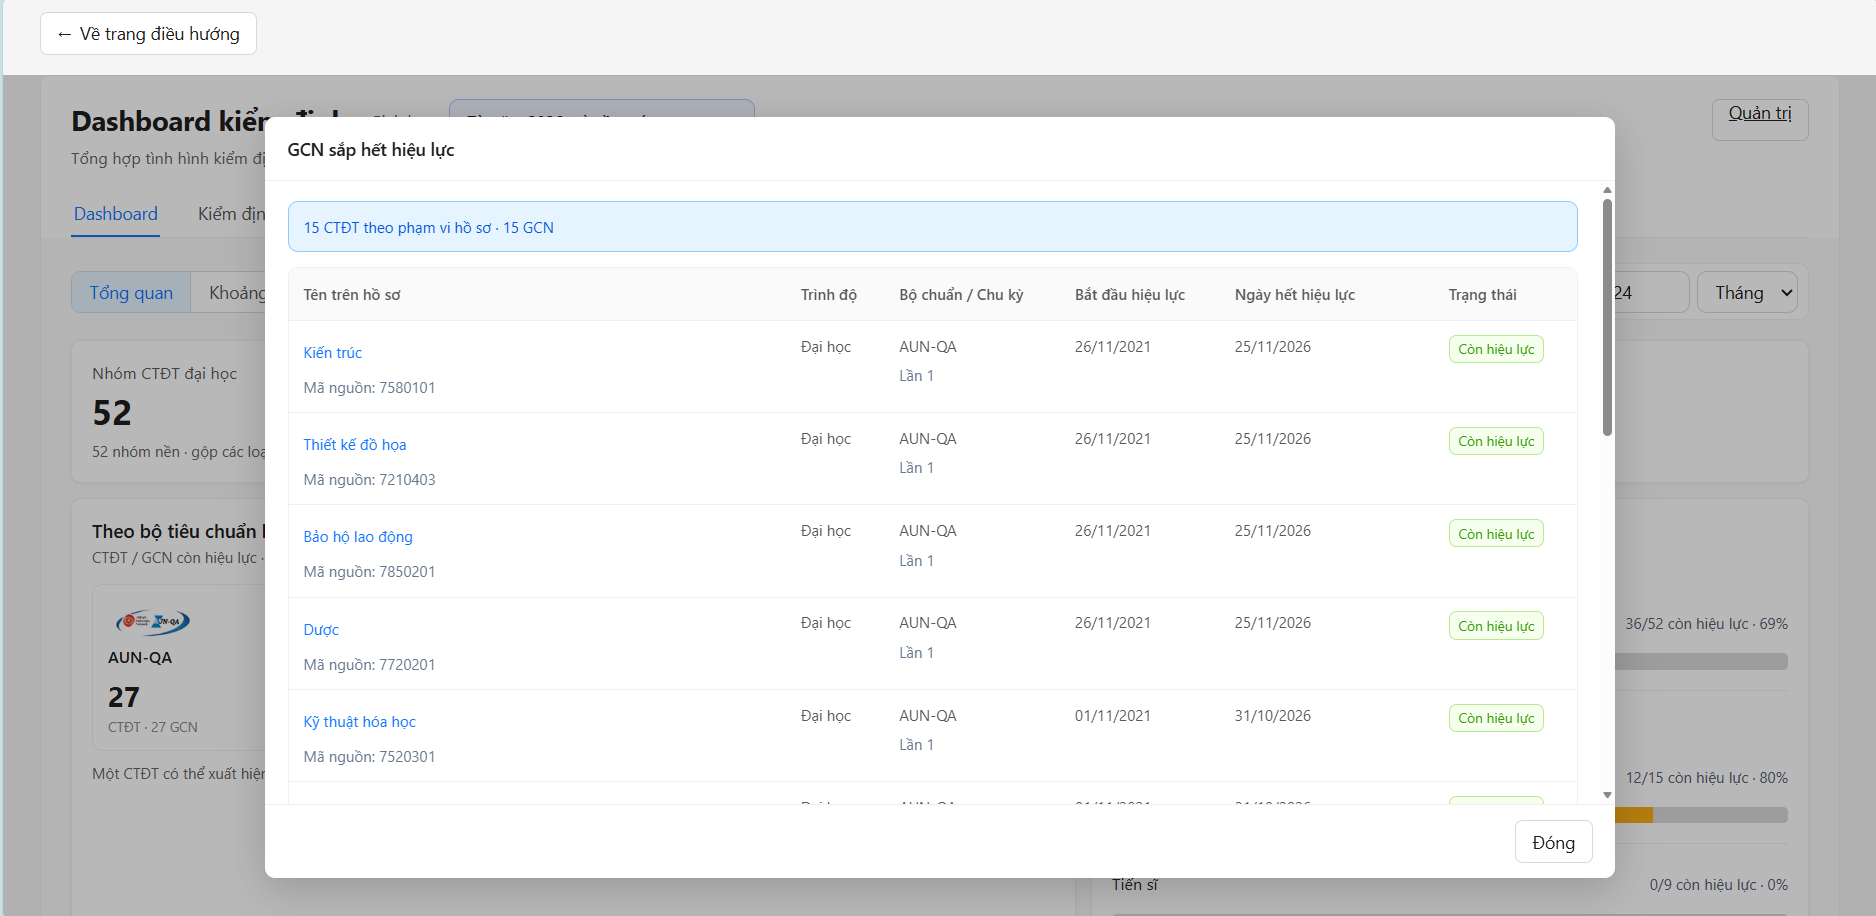 ← Về trang điều hướng
Dashboard kiểm định
Từ năm 2020
Quản trị
Tổng hợp tình hình kiểm đị
Dashboard
Kiểm địn
Tổng quan
Khoảng
24
Tháng
Nhóm CTĐT đại học
52
52 nhóm nền · gộp các loạ
Theo bộ tiêu chuẩn
CTĐT / GCN còn hiệu lực ·
AUN-QA
27
CTĐT · 27 GCN
Một CTĐT có thể xuất hiện
GCN sắp hết hiệu lực
15 CTĐT theo phạm vi hồ sơ · 15 GCN
Tên trên hồ sơ Trình độ Bộ chuẩn / Chu kỳ Bắt đầu hiệu lực Ngày hết hiệu lực Trạng thái
Kiến trúc Đại học AUN-QA 26/11/2021 25/11/2026 Còn hiệu lực
Lần 1
Mã nguồn: 7580101
Thiết kế đồ họa Đại học AUN-QA 26/11/2021 25/11/2026 Còn hiệu lực
Lần 1
Mã nguồn: 7210403
Bảo hộ lao động Đại học AUN-QA 26/11/2021 25/11/2026 Còn hiệu lực
Lần 1
Mã nguồn: 7850201
Dược Đại học AUN-QA 26/11/2021 25/11/2026 Còn hiệu lực
Lần 1
Mã nguồn: 7720201
Kỹ thuật hóa học Đại học AUN-QA 01/11/2021 31/10/2026 Còn hiệu lực
Lần 1
Mã nguồn: 7520301
Đóng
36/52 còn hiệu lực · 69%
12/15 còn hiệu lực · 80%
Tiến sĩ
0/9 còn hiệu lực · 0%